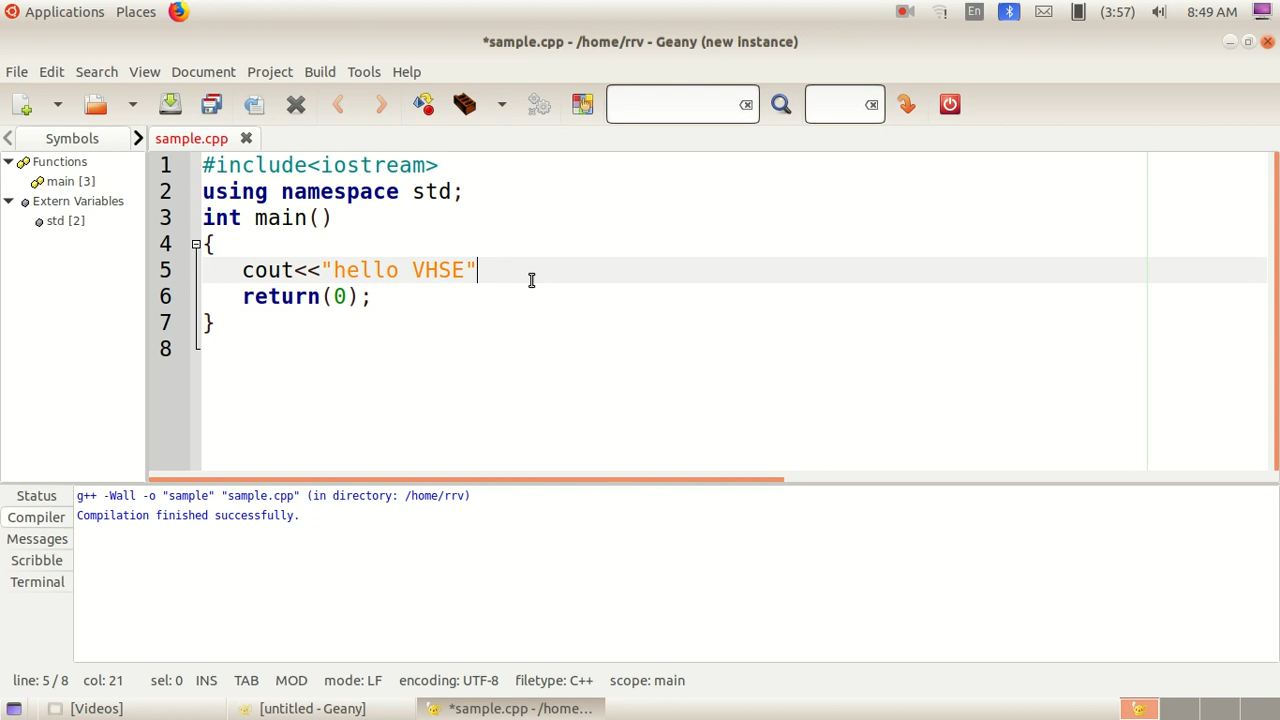 Applications Places En (3:57) 8:49 AM
*sample.cpp - /home/rrv - Geany (new instance)
File Edit Search View Document Project Build Tools Help
Symbols sample.cpp
Functions
main [3]
Extern Variables
std [2]
1 #include<iostream>
2 using namespace std;
3 int main()
4 {
5 cout<<"hello VHSE"
6 return(0);
7 }
8
Status
Compiler
Messages
Scribble
Terminal
g++ -Wall -o "sample" "sample.cpp" (in directory: /home/rrv)
Compilation finished successfully.
line: 5 / 8 col: 21 sel: 0 INS TAB MOD mode: LF encoding: UTF-8 filetype: C++ scope: main
[Videos] [untitled - Geany] *sample.cpp - /home...